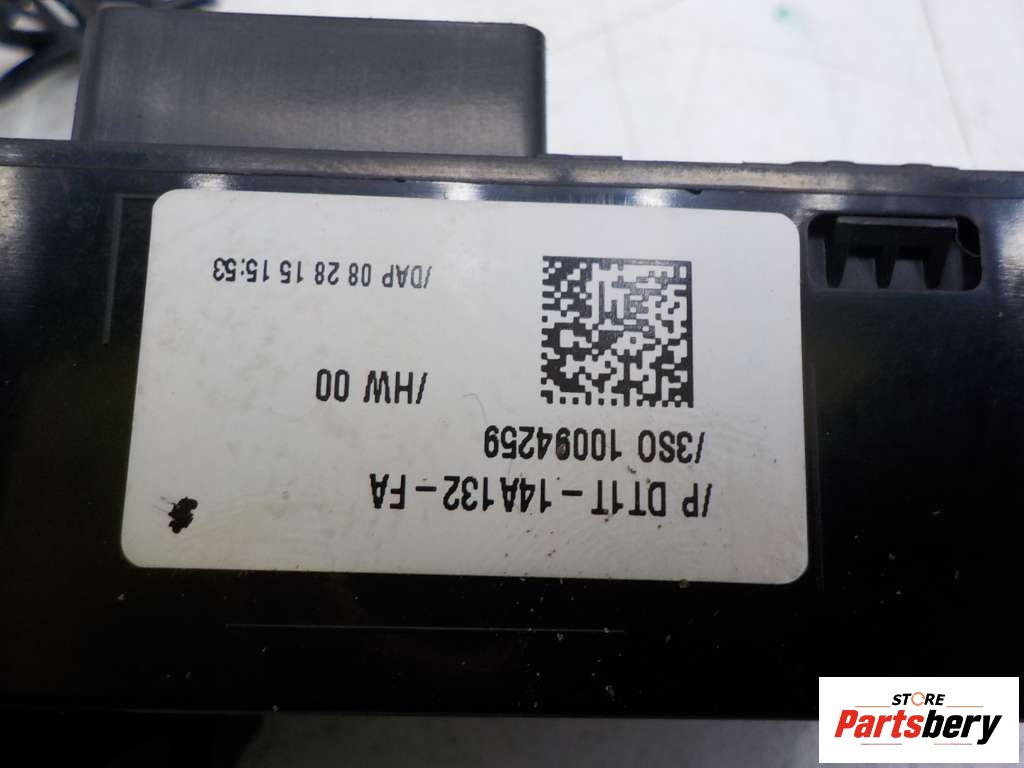 /P DT1T-14A132-FA
/3SO 10094259
/HW 00
/DAP 08 28 15 15:53
STORE
Partsbery